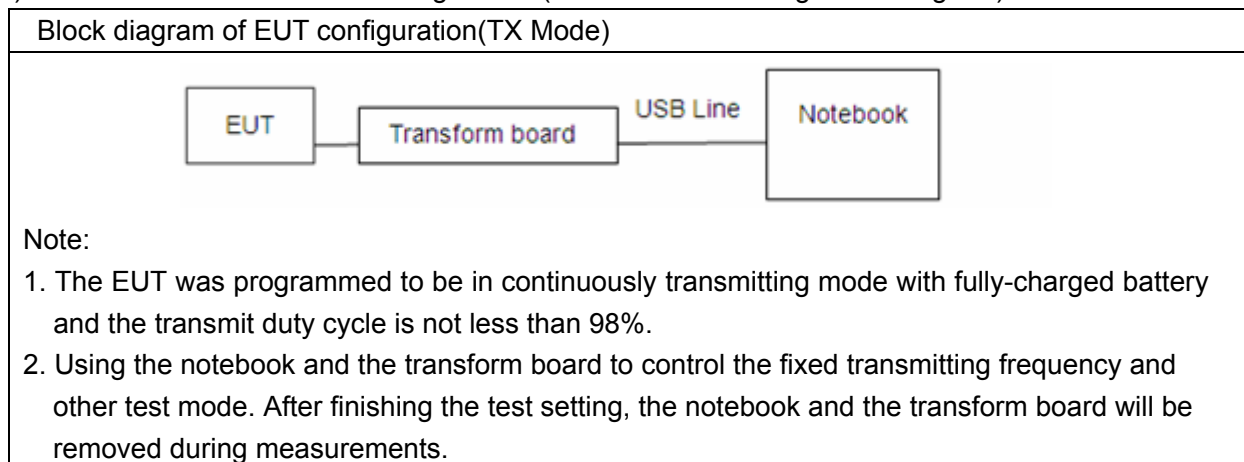 Block diagram of EUT configuration(TX Mode)
EUT
Transform board
USB Line
Notebook
Note:
1. The EUT was programmed to be in continuously transmitting mode with fully-charged battery
and the transmit duty cycle is not less than 98%.
2. Using the notebook and the transform board to control the fixed transmitting frequency and
other test mode. After finishing the test setting, the notebook and the transform board will be
removed during measurements.